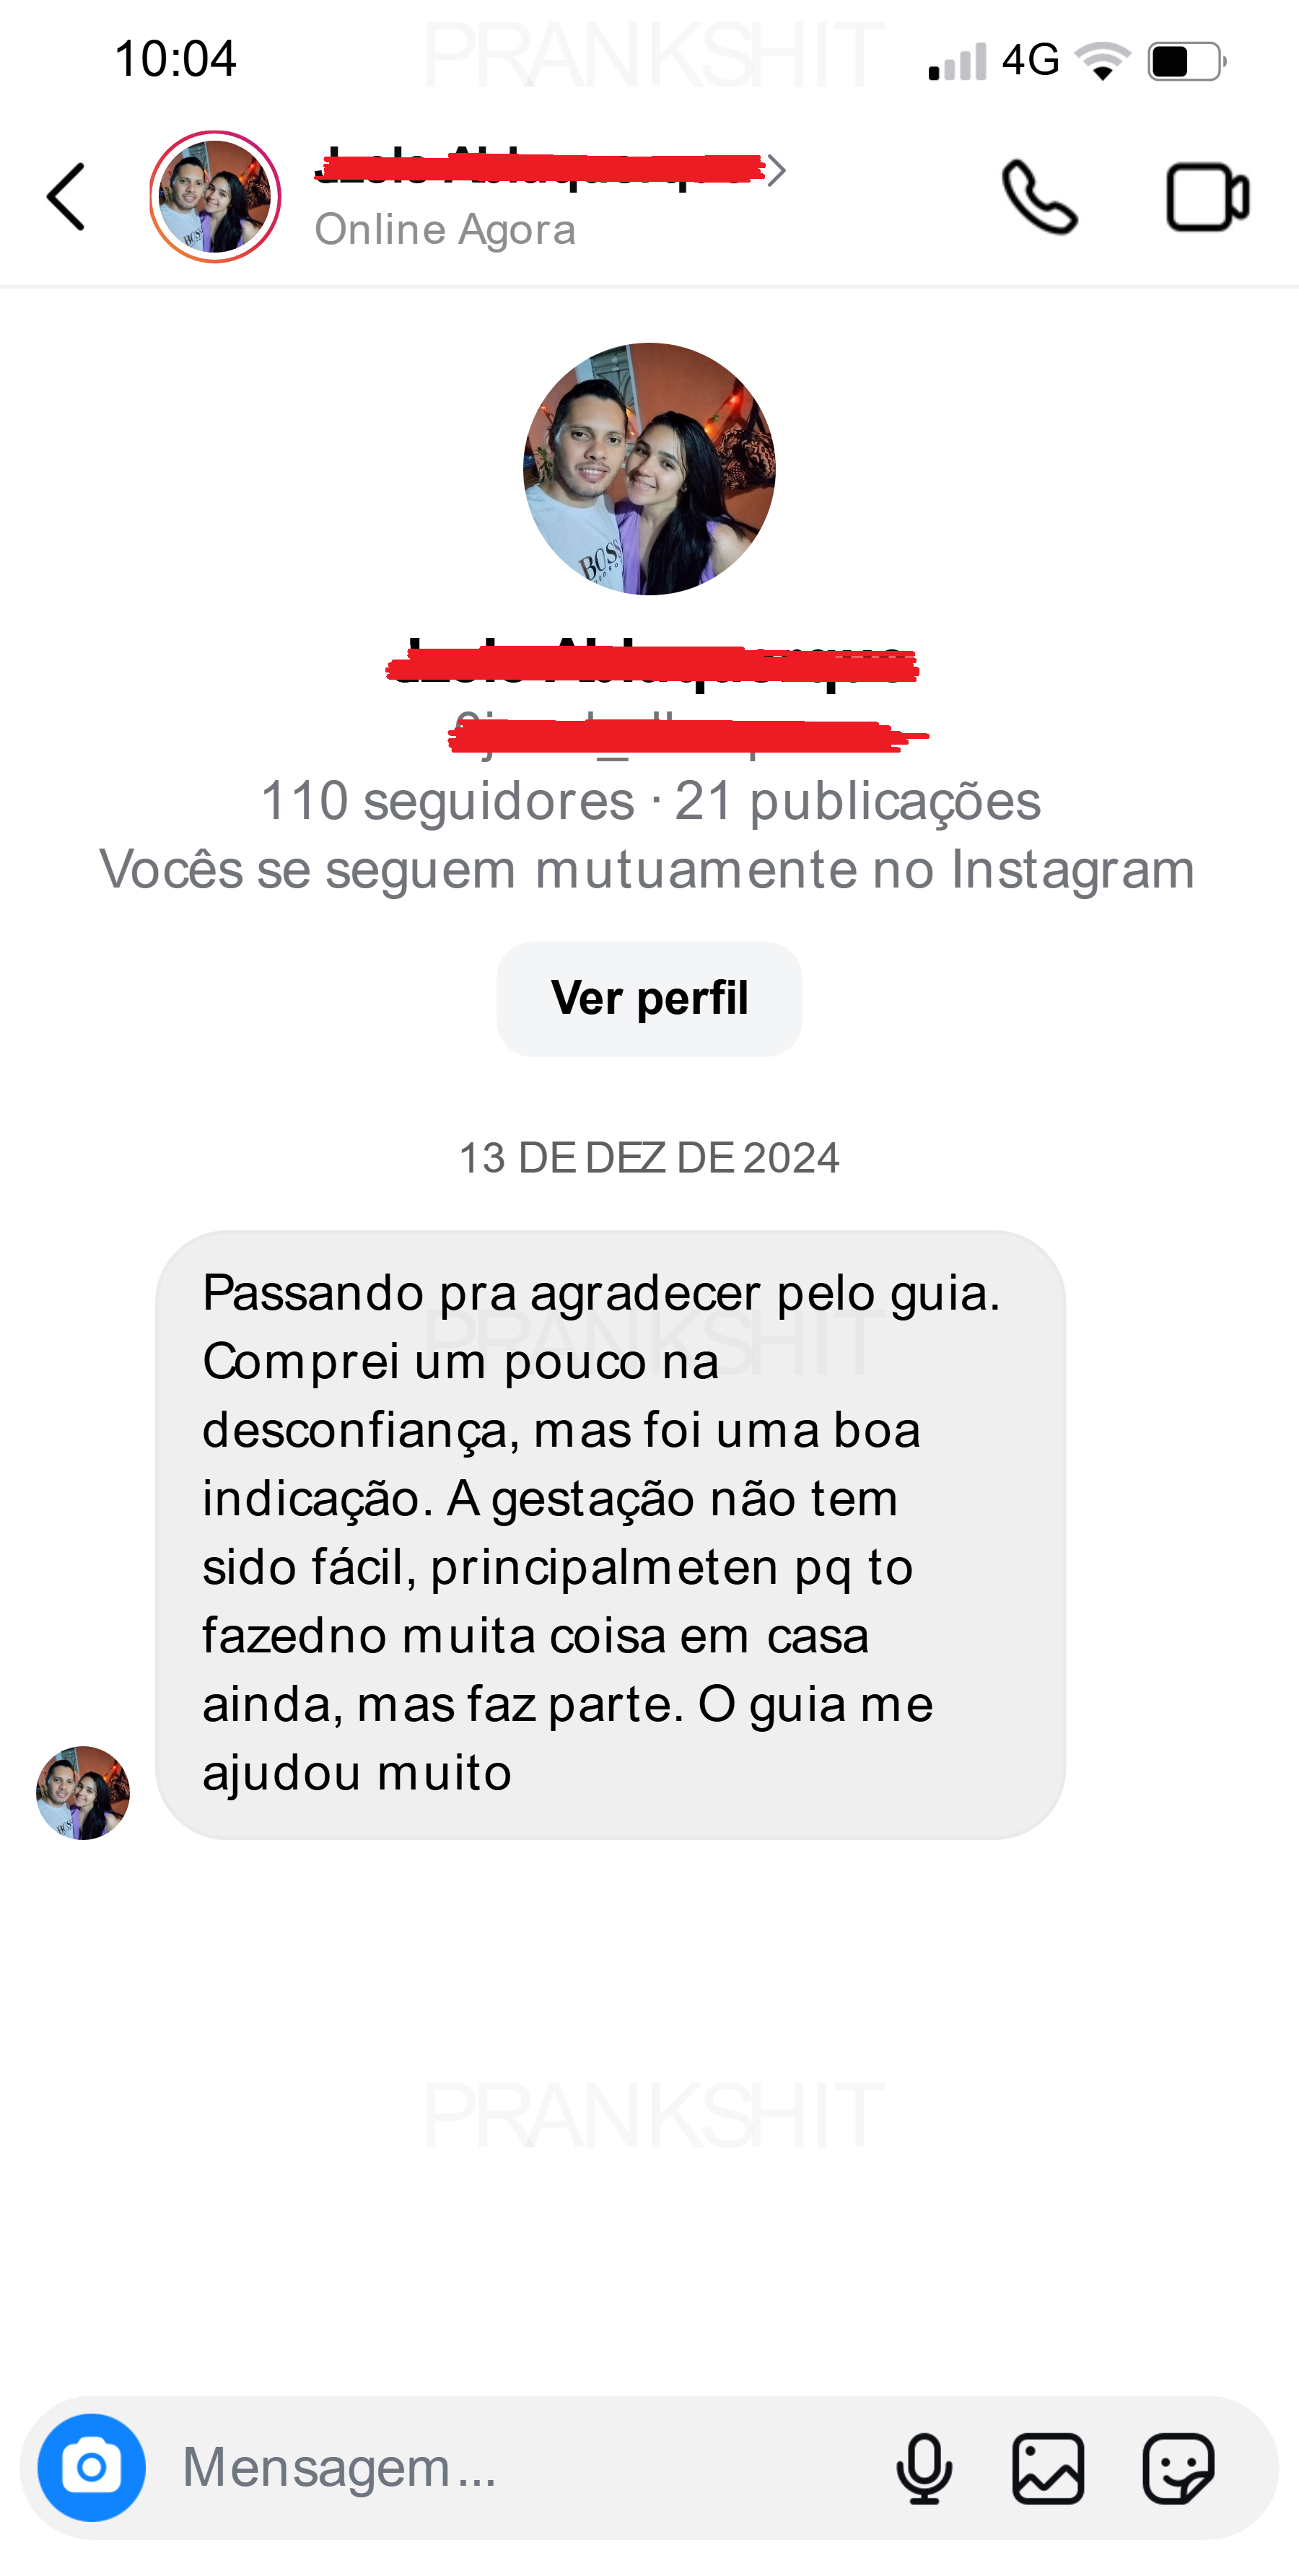 PRANKSHIT
10:04
4G
Online Agora
BOSS
110 seguidores · 21 publicações
Vocês se seguem mutuamente no Instagram
Ver perfil
13 DE DEZ DE 2024
Passando pra agradecer pelo guia.
PRANKSHIT
Comprei um pouco na
desconfiança, mas foi uma boa
indicação. A gestação não tem
sido fácil, principalmeten pq to
fazedno muita coisa em casa
ainda, mas faz parte. O guia me
ajudou muito
PRANKSHIT
Mensagem...